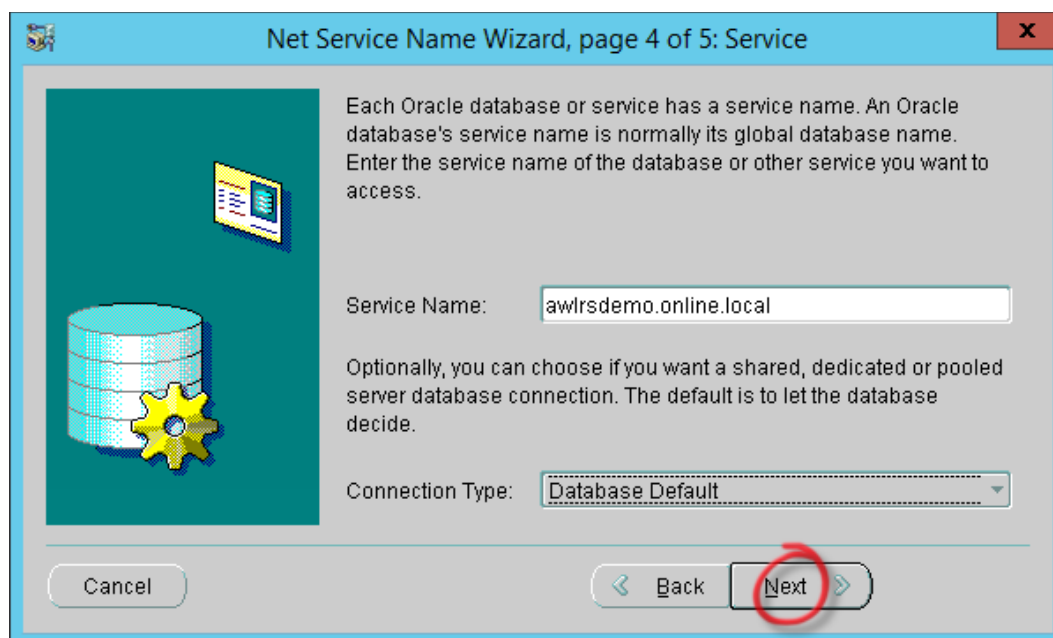 Net Service Name Wizard, page 4 of 5: Service
x
Each Oracle database or service has a service name. An Oracle
database's service name is normally its global database name.
Enter the service name of the database or other service you want to
access.
Service Name: awlrsdemo.online.local
Optionally, you can choose if you want a shared, dedicated or pooled
server database connection. The default is to let the database
decide.
Connection Type: Database Default
Cancel Back Next